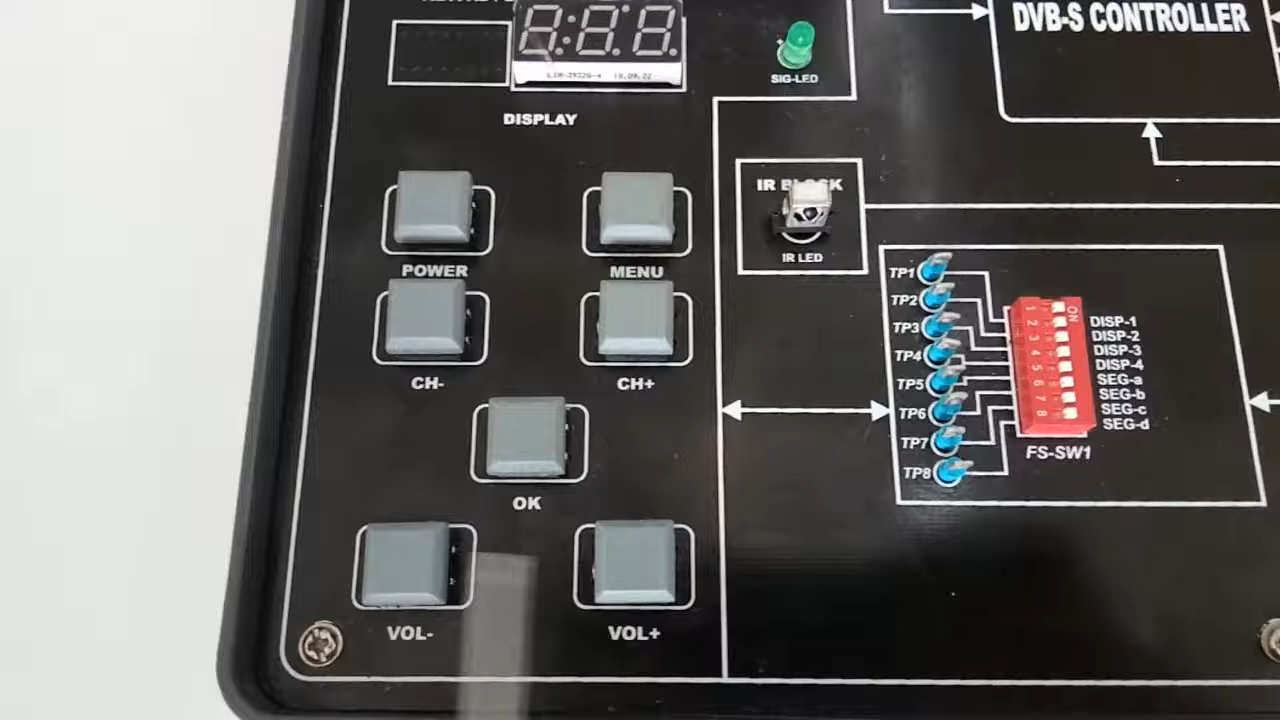 DVB-S CONTROLLER
SIG-LED
DISPLAY
IR BLOCK
IR LED
POWER
MENU
CH-
CH+
OK
VOL-
VOL+
TP1
TP2
TP3
TP4
TP5
TP6
TP7
TP8
ON
1
2
3
4
5
6
7
8
DISP-1
DISP-2
DISP-3
DISP-4
SEG-a
SEG-b
SEG-c
SEG-d
FS-SW1